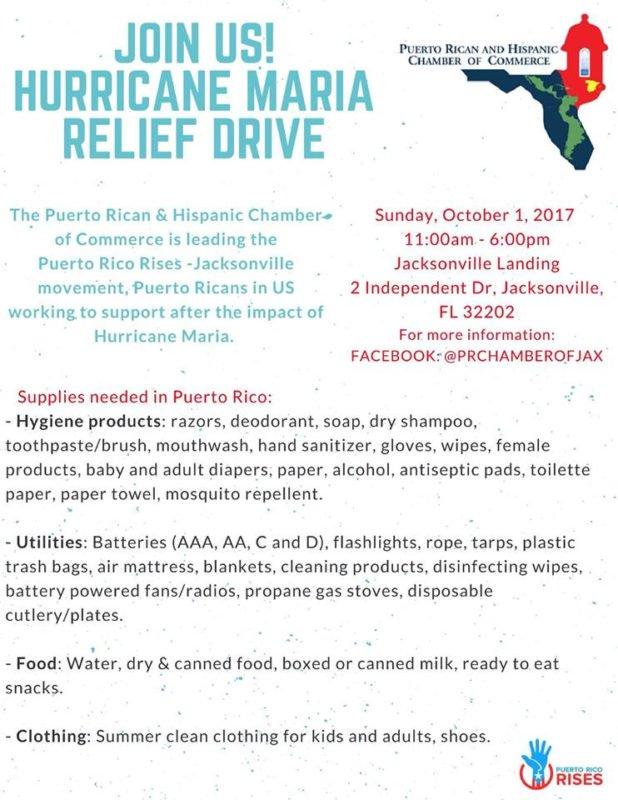 JOIN US!
HURRICANE MARIA
RELIEF DRIVE
PUERTO RICAN AND HISPANIC
CHAMBER OF COMMERCE
The Puerto Rican & Hispanic Chamber
of Commerce is leading the
Puerto Rico Rises -Jacksonville
movement, Puerto Ricans in US
working to support after the impact of
Hurricane Maria.
Sunday, October 1, 2017
11:00am - 6:00pm
Jacksonville Landing
2 Independent Dr, Jacksonville,
FL 32202
For more information:
FACEBOOK: @PRCHAMBEROFJAX
Supplies needed in Puerto Rico:
- Hygiene products: razors, deodorant, soap, dry shampoo,
toothpaste/brush, mouthwash, hand sanitizer, gloves, wipes, female
products, baby and adult diapers, paper, alcohol, antiseptic pads, toilette
paper, paper towel, mosquito repellent.
- Utilities: Batteries (AAA, AA, C and D), flashlights, rope, tarps, plastic
trash bags, air mattress, blankets, cleaning products, disinfecting wipes,
battery powered fans/radios, propane gas stoves, disposable
cutlery/plates.
- Food: Water, dry & canned food, boxed or canned milk, ready to eat
snacks.
- Clothing: Summer clean clothing for kids and adults, shoes.
PUERTO RICO
RISES